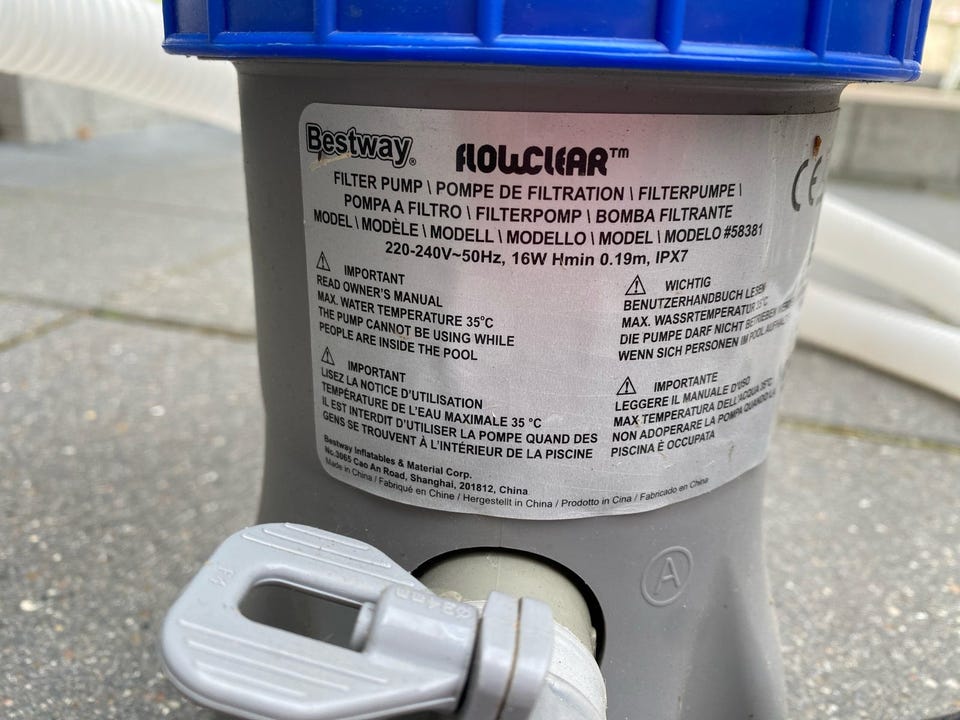 Bestway®
FLOWCLEAR™
FILTER PUMP \ POMPE DE FILTRATION \ FILTERPUMPE \
POMPA A FILTRO \ FILTERPOMP \ BOMBA FILTRANTE
MODEL \ MODÈLE \ MODELL \ MODELLO \ MODEL \ MODELO #58381
220-240V~50Hz, 16W Hmin 0.19m, IPX7
CE
IMPORTANT
READ OWNER'S MANUAL
MAX. WATER TEMPERATURE 35°C
THE PUMP CANNOT BE USING WHILE
PEOPLE ARE INSIDE THE POOL
IMPORTANT
LISEZ LA NOTICE D'UTILISATION
TEMPÉRATURE DE L'EAU MAXIMALE 35 °C
IL EST INTERDIT D'UTILISER LA POMPE QUAND DES
GENS SE TROUVENT À L'INTÉRIEUR DE LA PISCINE
WICHTIG
BENUTZERHANDBUCH LESEN
MAX. WASSRTEMPERATUR 35°C
DIE PUMPE DARF NICHT BETRIEBEN
WENN SICH PERSONEN IM POOL
IMPORTANTE
LEGGERE IL MANUALE D'USO
MAX TEMPERATURA DELL'ACQUA 35°C
NON ADOPERARE LA POMPA QUANDO LA
PISCINA È OCCUPATA
Bestway Inflatables & Material Corp.
No.3065 Cao An Road, Shanghai, 201812, China
Made in China / Fabriqué en Chine / Hergestellt in China / Prodotto in Cina / Fabricado en China
A